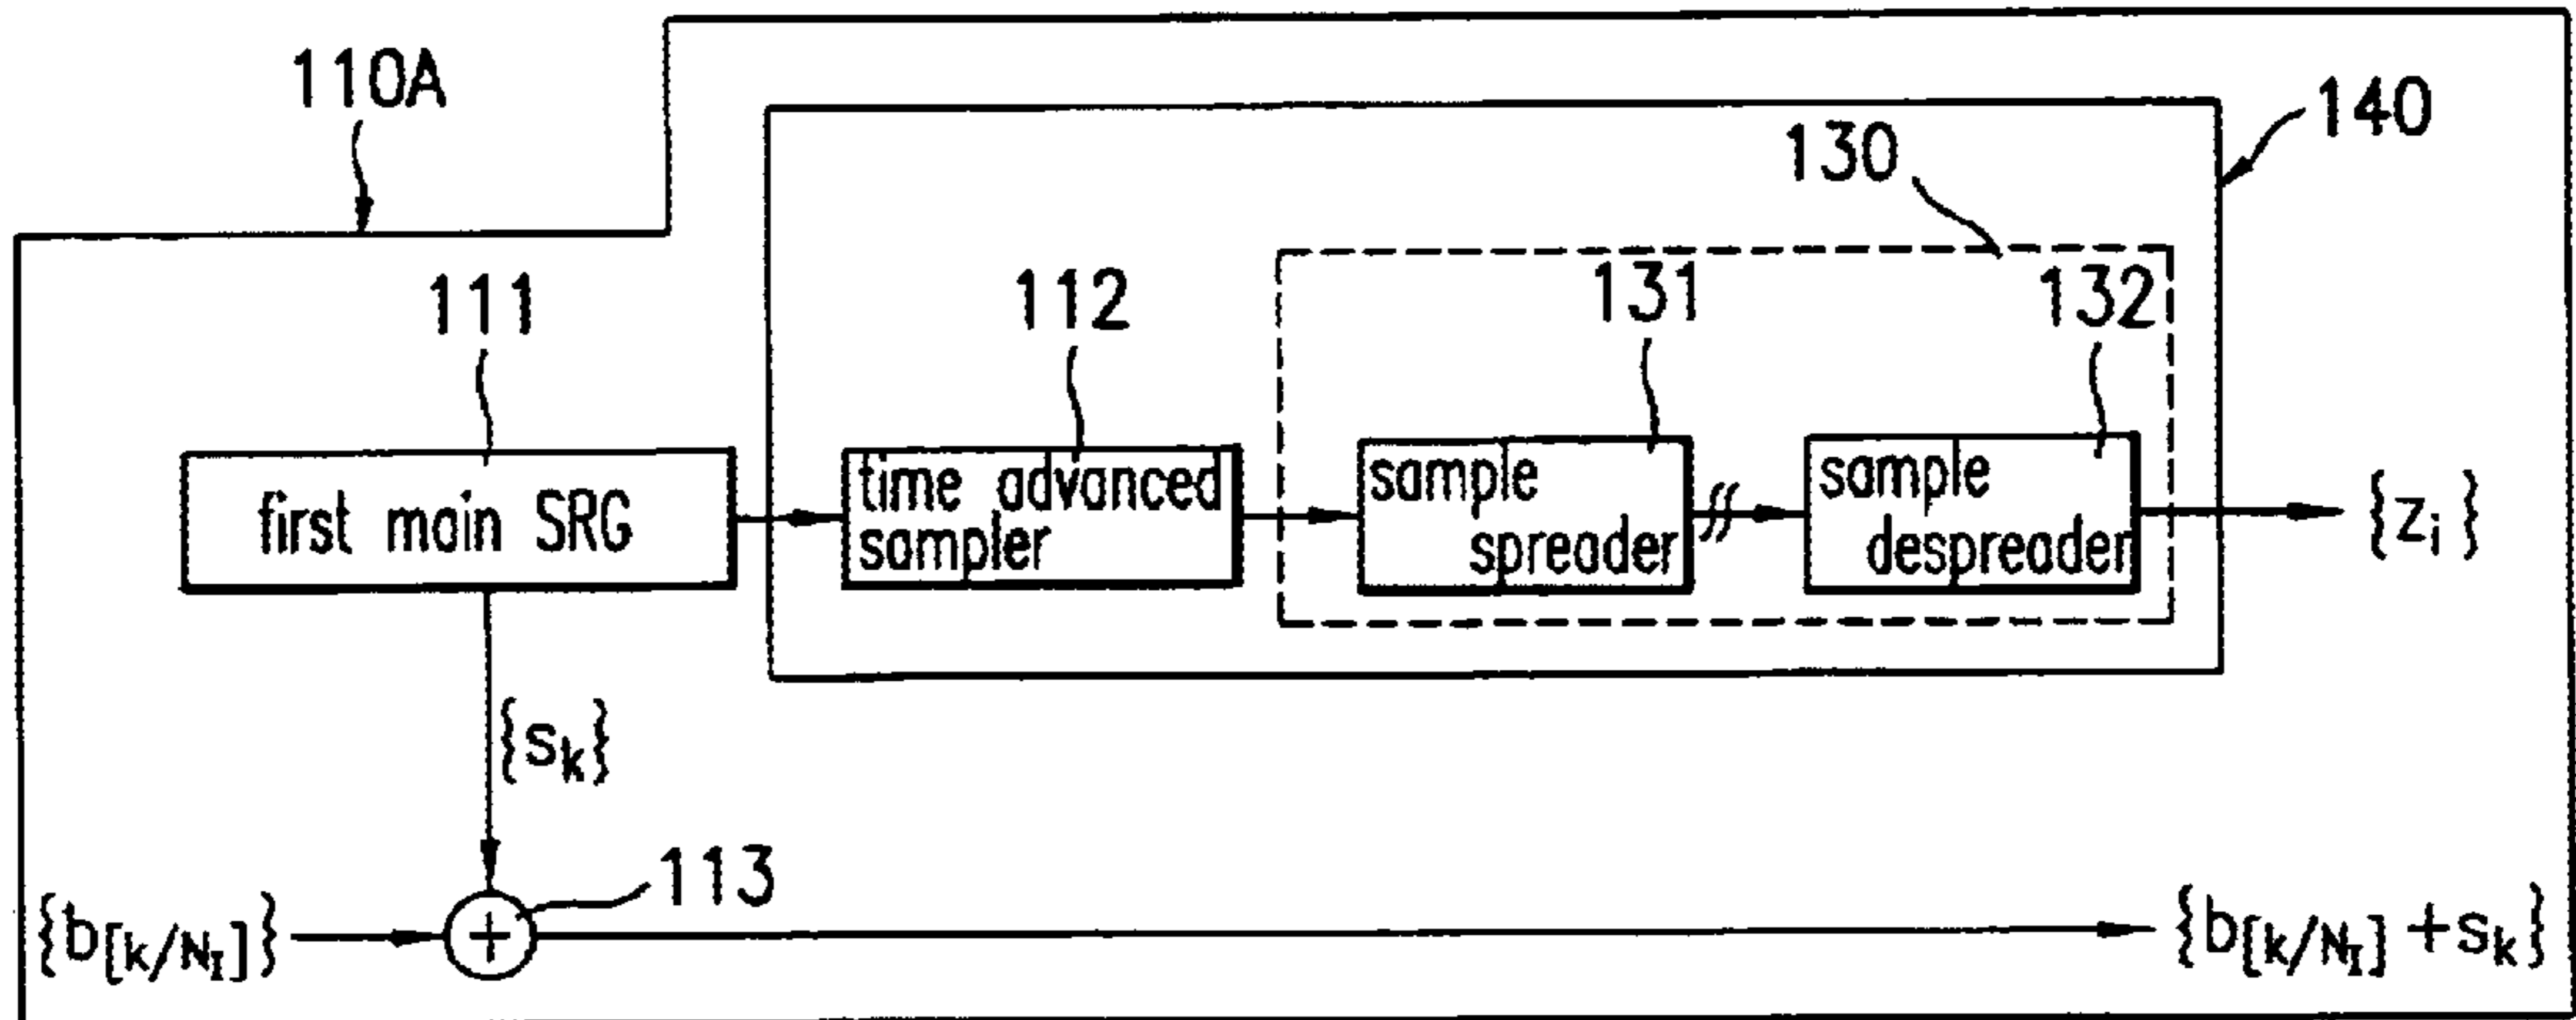 110A
140
130
111
112
131
132
first main SRG
time advanced
sampler
sample
spreader
sample
despreader
{z_i}
{s_k}
113
{b_[k/N_I]}
{b_[k/N_I] + s_k}